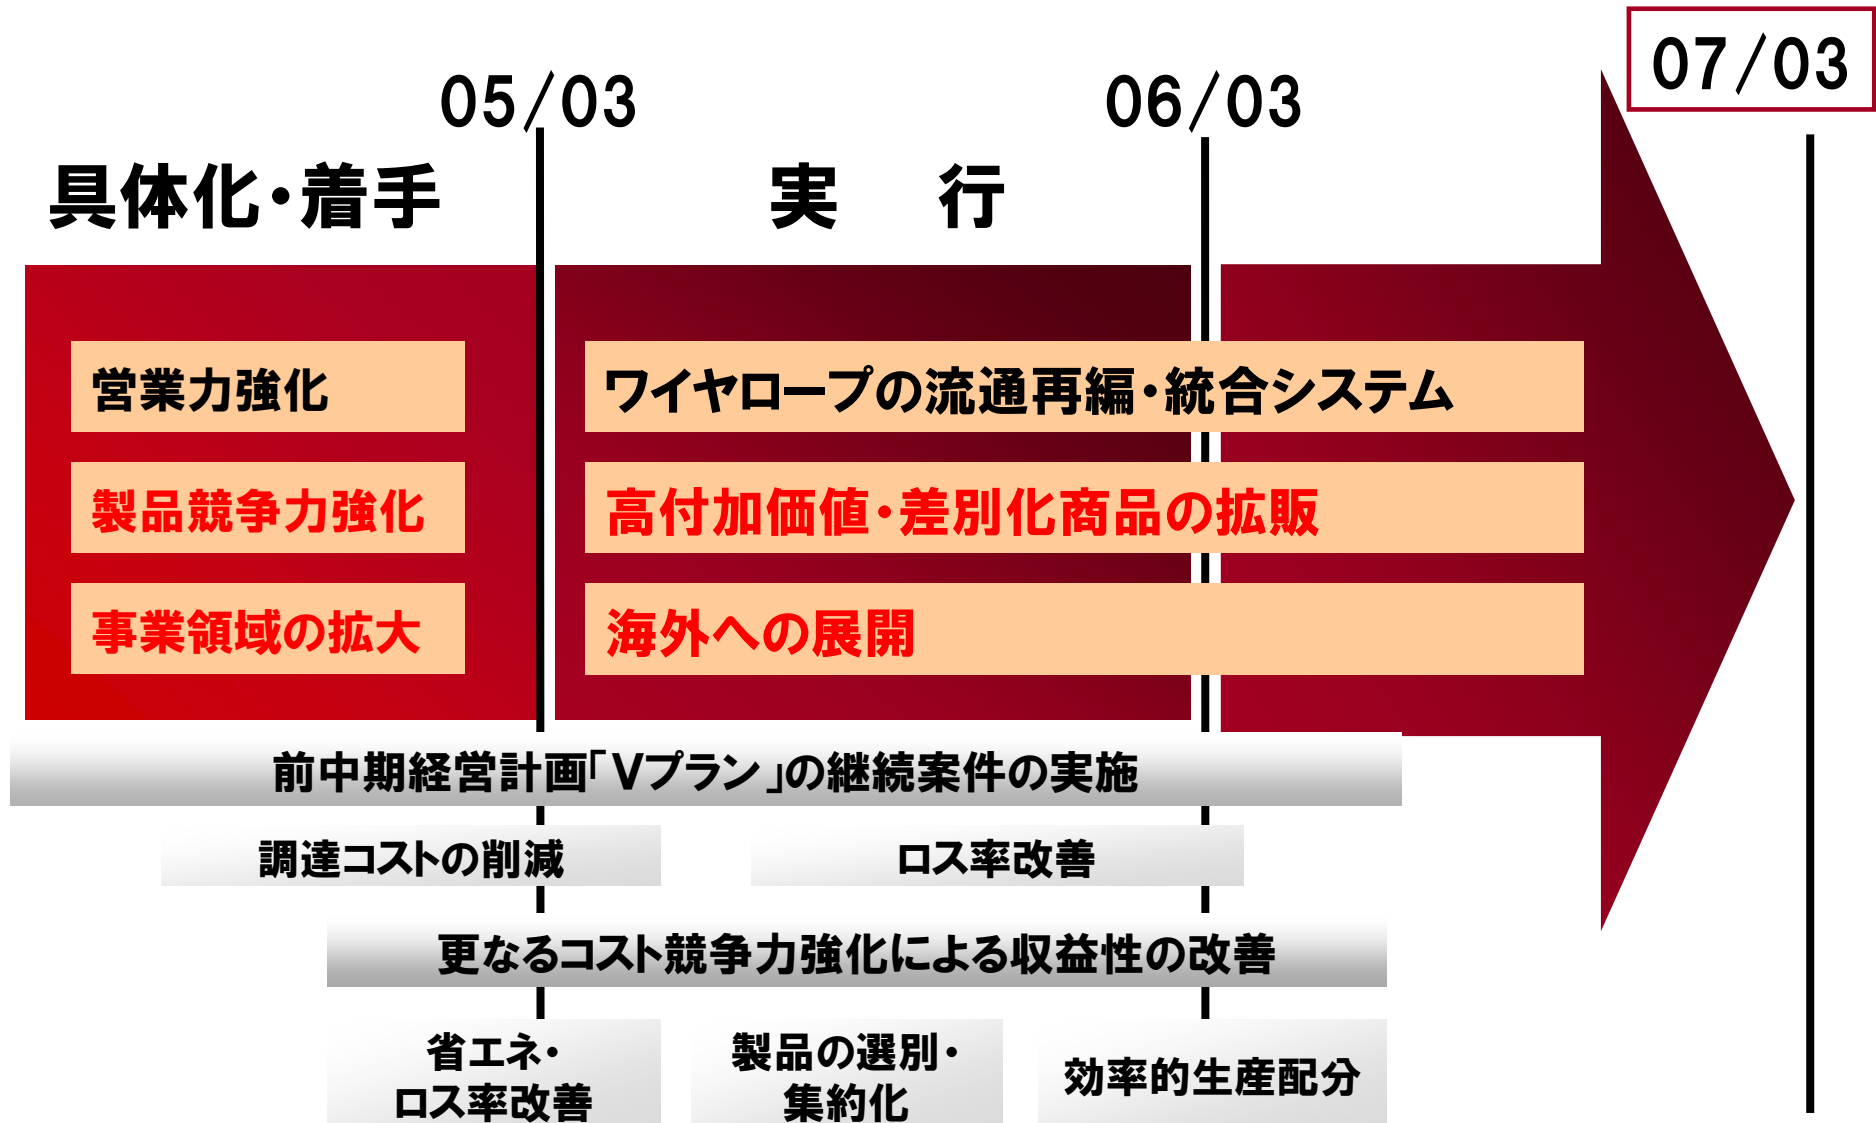 07/03
05/03
06/03
具体化・着手
実　行
営業力強化
ワイヤロープの流通再編・統合システム
製品競争力強化
高付加価値・差別化商品の拡販
事業領域の拡大
海外への展開
前中期経営計画「Vプラン」の継続案件の実施
調達コストの削減
ロス率改善
更なるコスト競争力強化による収益性の改善
省エネ・
ロス率改善
製品の選別・
集約化
効率的生産配分